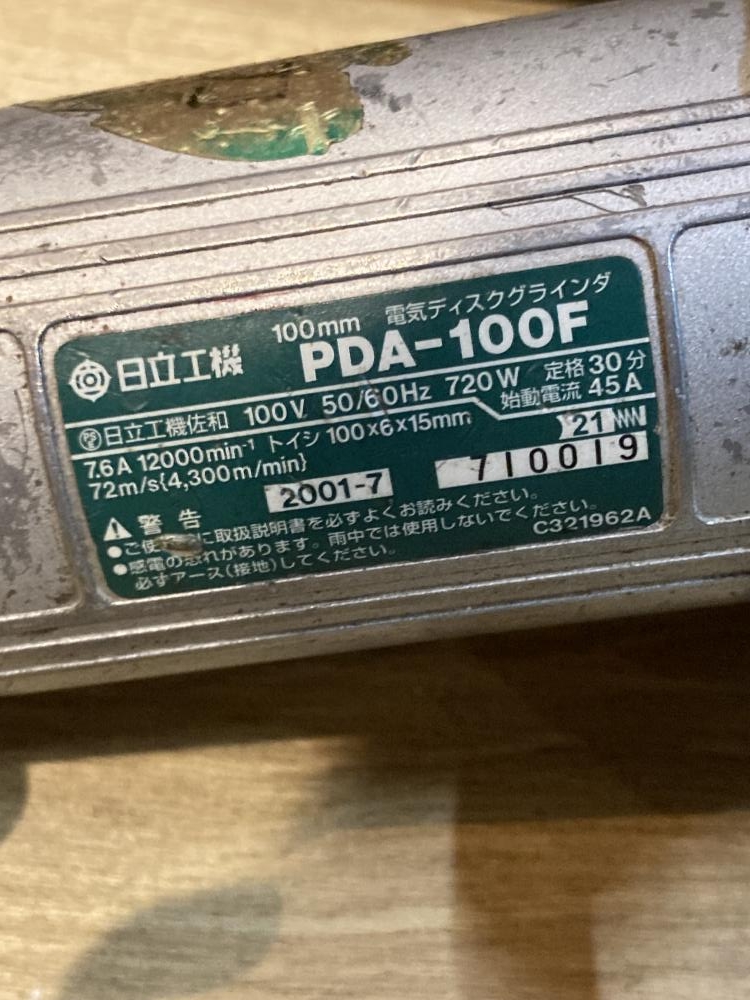 100mm 電気ディスクグラインダ
日立工機 PDA-100F
日立工機佐和 100V 50/60Hz 720W 定格30分
7.6A 12000min⁻¹ トイシ 100×6×15mm 始動電流 45A
72m/s{4,300m/min} 21
2001-7 710019
警告
●ご に取扱説明書を必ずよくお読みください。
●感電の恐れがあります。雨中では使用しないでください。 C321962A
必ずアース(接地)してください。